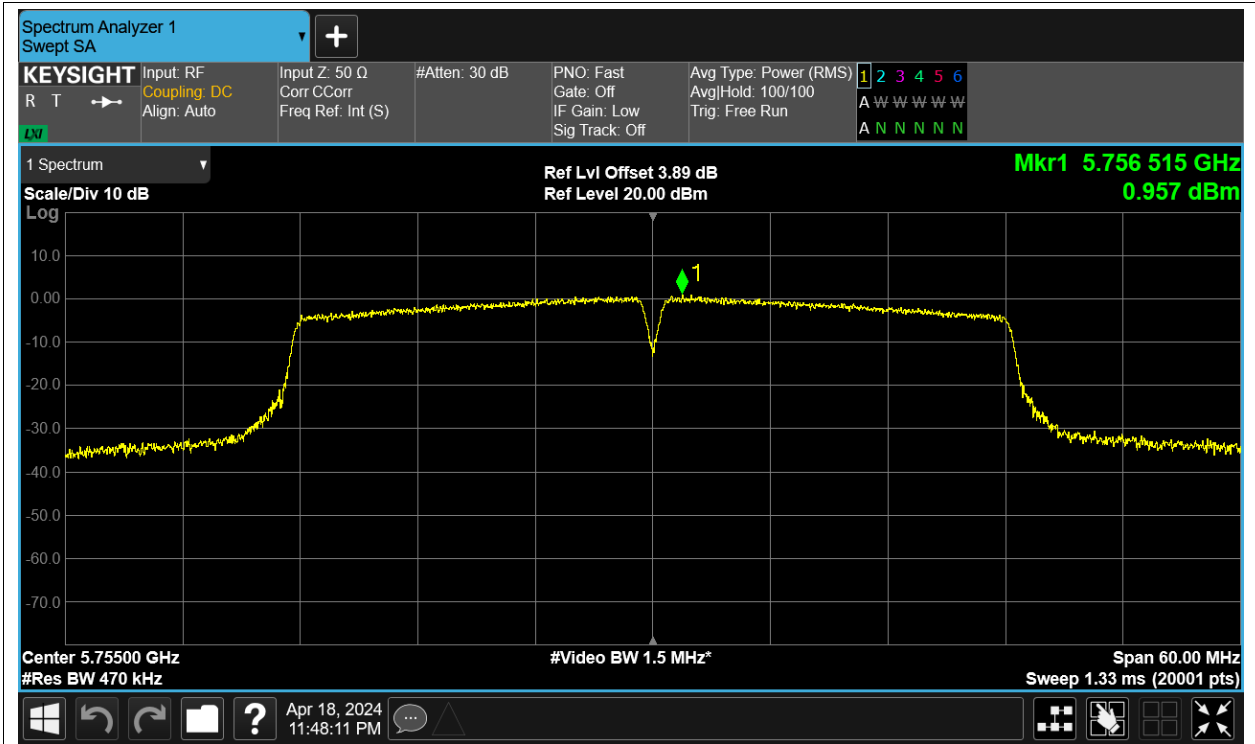 Spectrum Analyzer 1
Swept SA
KEYSIGHT
R T
LXI
Input: RF
Coupling: DC
Align: Auto
Input Z: 50 Ω
Corr CCorr
Freq Ref: Int (S)
#Atten: 30 dB
PNO: Fast
Gate: Off
IF Gain: Low
Sig Track: Off
Avg Type: Power (RMS)
Avg|Hold: 100/100
Trig: Free Run
1 2 3 4 5 6
A W W W W W
A N N N N N
1 Spectrum
Scale/Div 10 dB
Log
Ref Lvl Offset 3.89 dB
Ref Level 20.00 dBm
Mkr1 5.756 515 GHz
0.957 dBm
1
10.0
0.00
-10.0
-20.0
-30.0
-40.0
-50.0
-60.0
-70.0
Center 5.75500 GHz
#Res BW 470 kHz
#Video BW 1.5 MHz*
Span 60.00 MHz
Sweep 1.33 ms (20001 pts)
?
Apr 18, 2024
11:48:11 PM